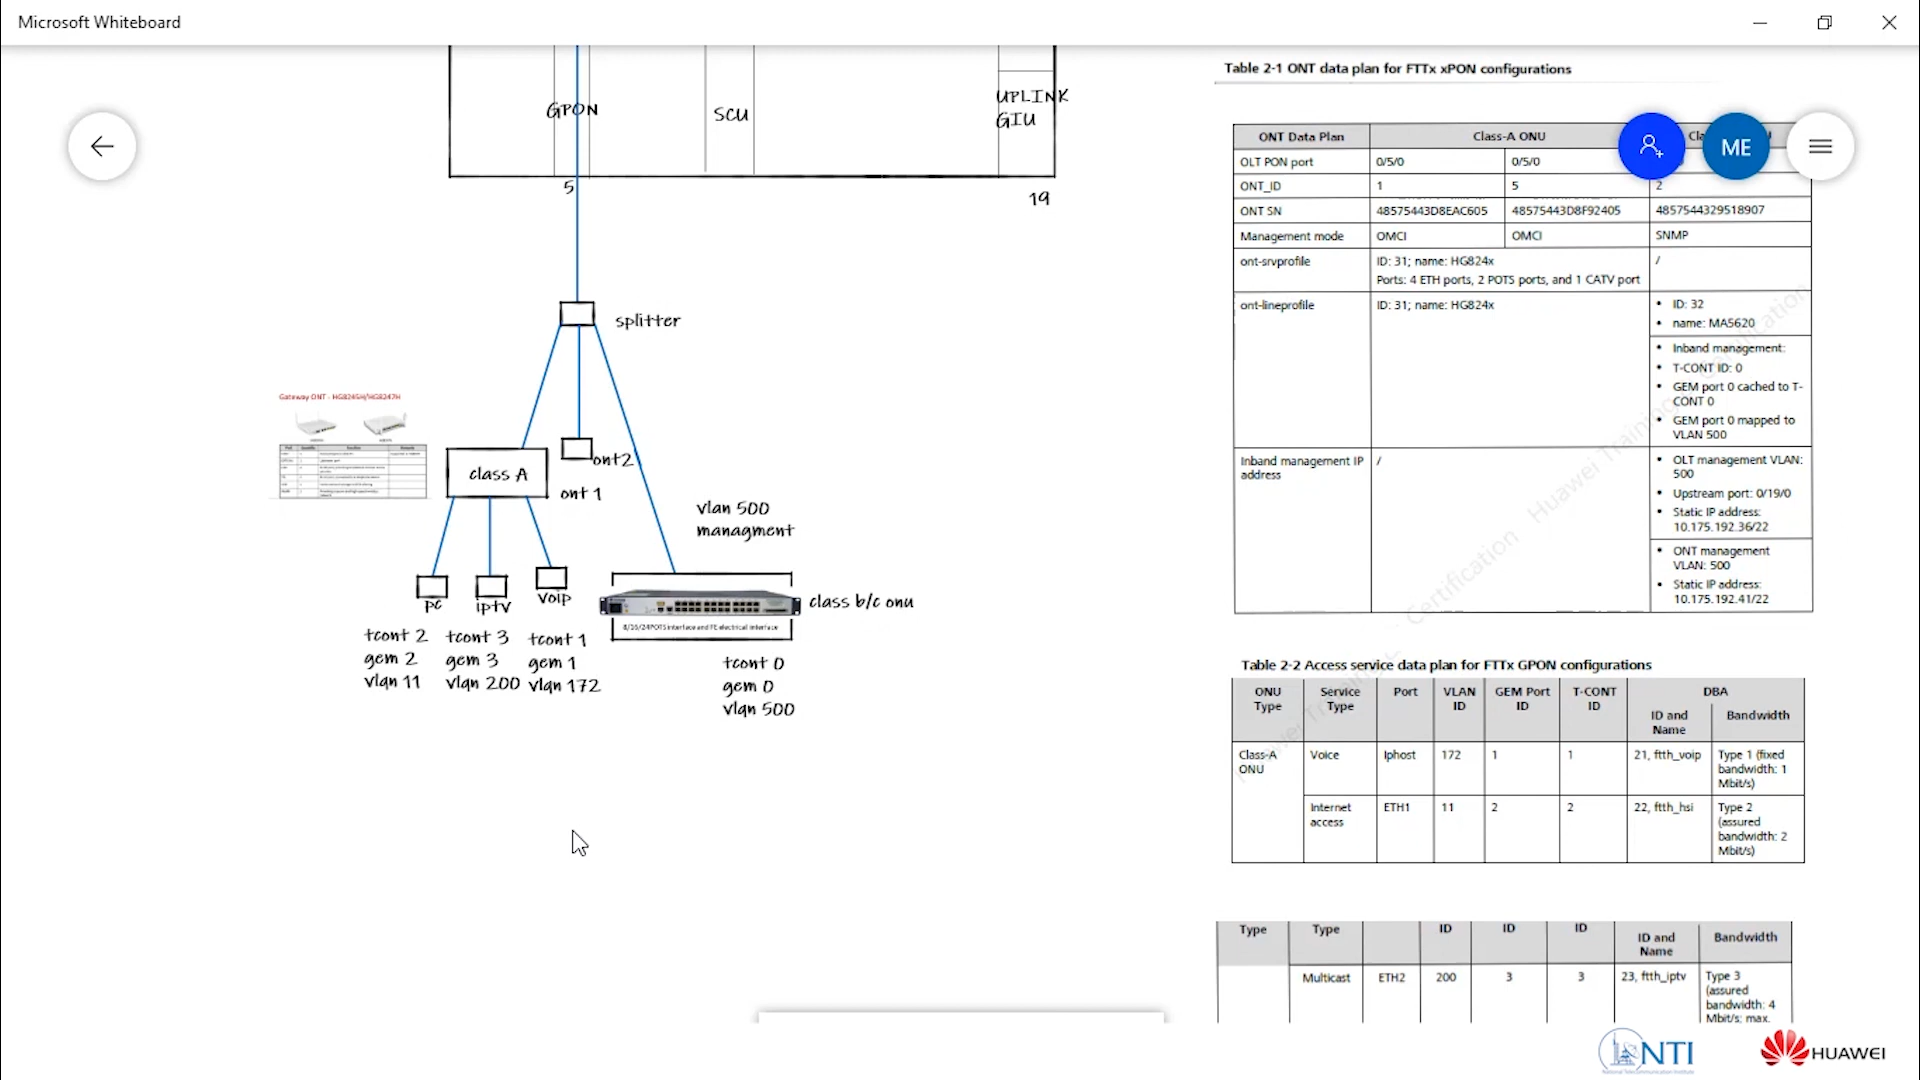 Microsoft Whiteboard
GPON
SCU
UPLINK
GIU
5
19
splitter
Gateway ONT - HG8245H/HG8247H
class A
ont2
ont 1
vlan 500
managment
pc
iptv
voip
class b/c onu
8/16/24POTS interface and FE electrical interface
tcont 2
gem 2
vlan 11
tcont 3
gem 3
vlan 200
tcont 1
gem 1
vlan 172
tcont 0
gem 0
vlan 500
Table 2-1 ONT data plan for FTTx xPON configurations
ME
ONT Data Plan Class-A ONU
OLT PON port 0/5/0 0/5/0
ONT_ID 1 5 2
ONT SN 48575443D8EAC605 48575443D8F92405 4857544329518907
Management mode OMCI OMCI SNMP
ont-srvprofile ID: 31; name: HG824x /
Ports: 4 ETH ports, 2 POTS ports, and 1 CATV port
ont-lineprofile ID: 31; name: HG824x
• ID: 32
• name: MA5620
• Inband management:
• T-CONT ID: 0
• GEM port 0 cached to T-
CONT 0
• GEM port 0 mapped to
VLAN 500
Inband management IP
address
/
• OLT management VLAN:
500
• Upstream port: 0/19/0
• Static IP address:
10.175.192.36/22
• ONT management
VLAN: 500
• Static IP address:
10.175.192.41/22
Huawei Training Certification
Table 2-2 Access service data plan for FTTx GPON configurations
ONU
Type
Service
Type
Port
VLAN
ID
GEM Port
ID
T-CONT
ID
DBA
ID and
Name
Bandwidth
Class-A
ONU
Voice Iphost 172 1 1 21, ftth_voip
Type 1 (fixed
bandwidth: 1
Mbit/s)
Internet
access
ETH1 11 2 2 22, ftth_hsi
Type 2
(assured
bandwidth: 2
Mbit/s)
Type Type ID ID ID
ID and
Name
Bandwidth
Multicast ETH2 200 3 3 23, ftth_iptv
Type 3
(assured
bandwidth: 4
Mbit/s; max.
NTI
HUAWEI